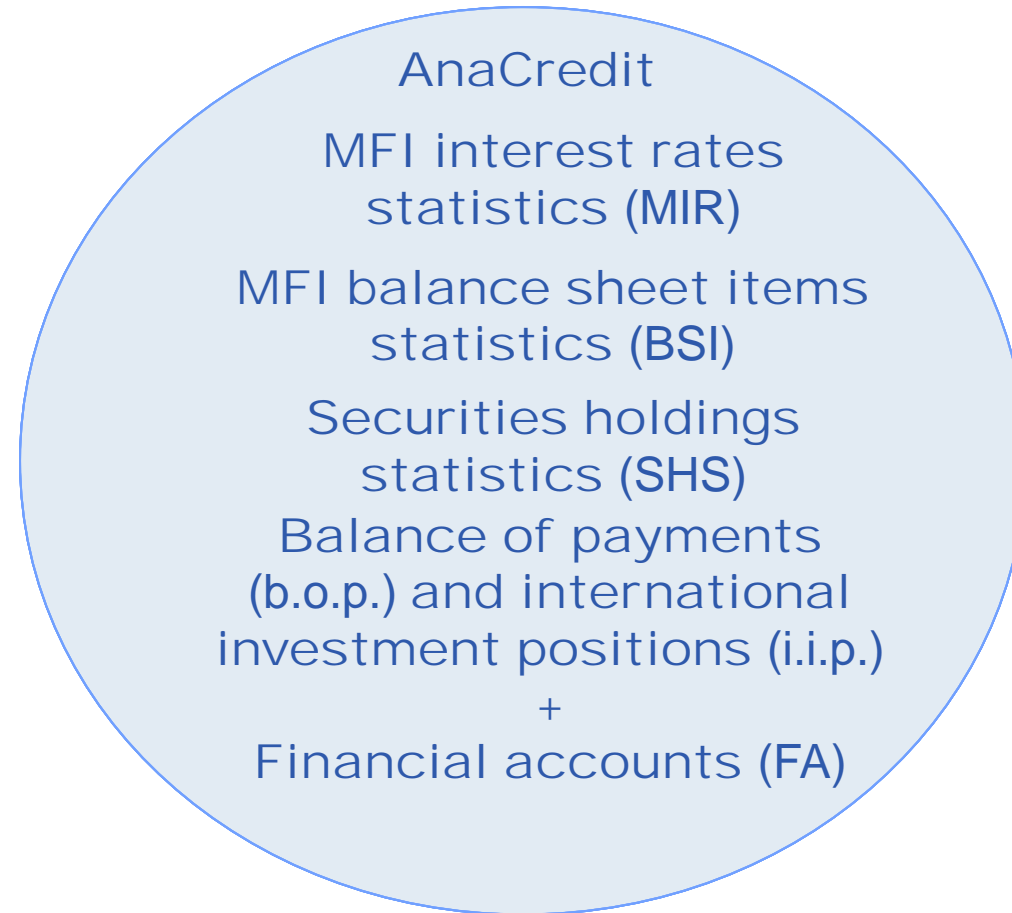 AnaCredit
MFI interest rates
statistics (MIR)
MFI balance sheet items
statistics (BSI)
Securities holdings
statistics (SHS)
Balance of payments
(b.o.p.) and international
investment positions (i.i.p.)
+
Financial accounts (FA)